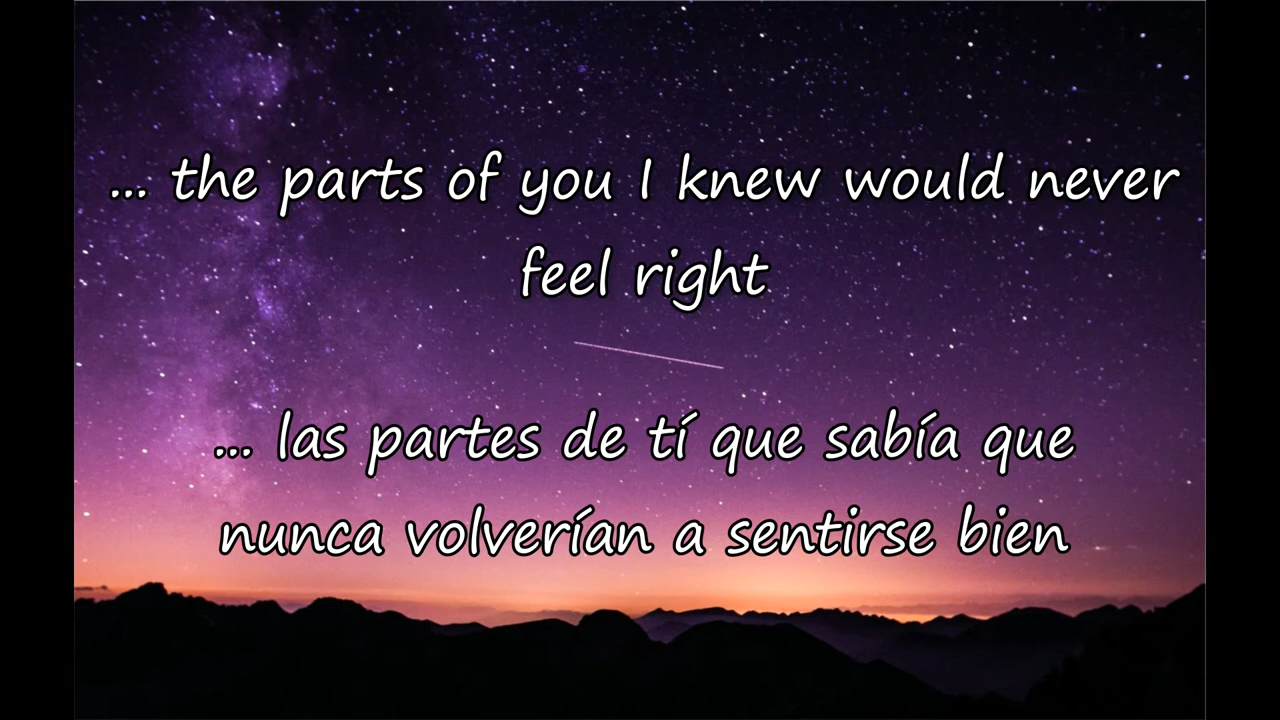 ... the parts of you I knew would never
feel right
... las partes de tí que sabía que
nunca volverían a sentirse bien